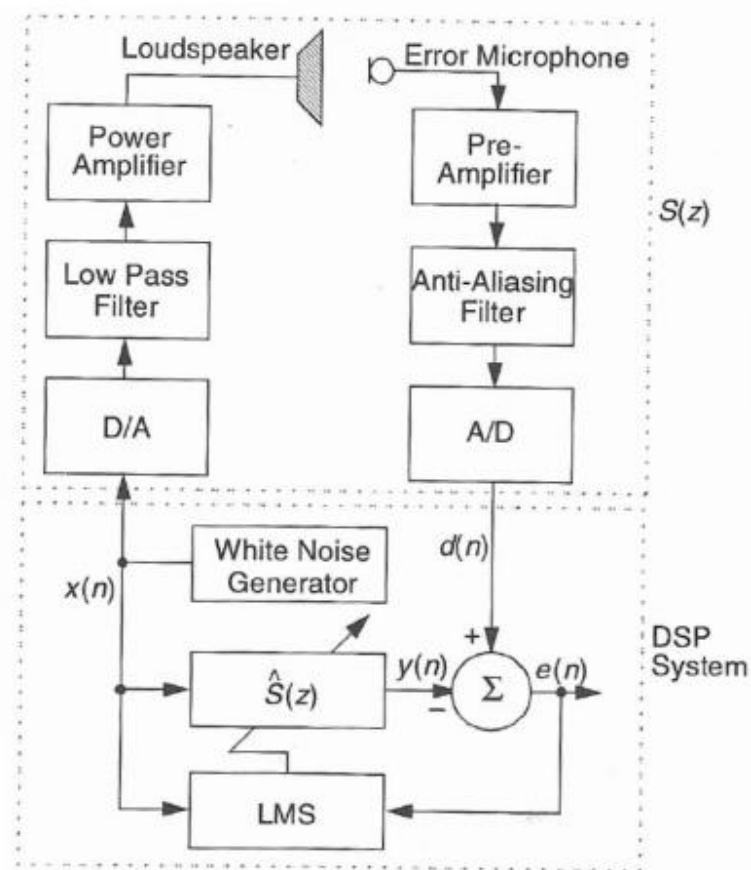 Loudspeaker
Error Microphone
Power
Amplifier
Pre-
Amplifier
S(z)
Low Pass
Filter
Anti-Aliasing
Filter
D/A
A/D
White Noise
Generator
d(n)
x(n)
+
DSP
System
Ŝ(z)
y(n)
−
Σ
e(n)
LMS